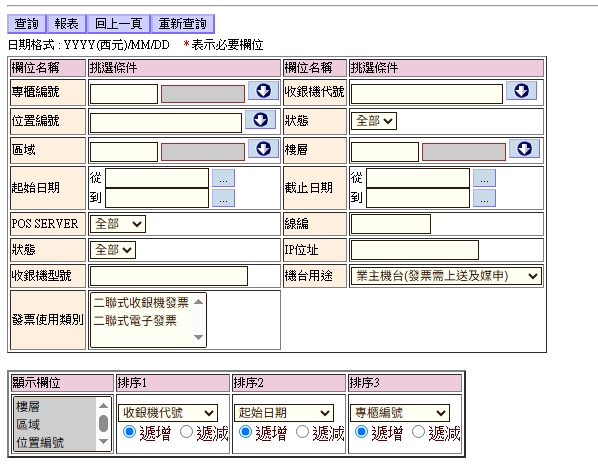 查詢 報表 回上一頁 重新查詢
日期格式 : YYYY(西元)/MM/DD *表示必要欄位
欄位名稱 挑選條件 欄位名稱 挑選條件
專櫃編號 收銀機代號
位置編號 狀態 全部
區域 樓層
起始日期 從 ... 截止日期 從 ...
到 ... 到 ...
POS SERVER 全部 線編
狀態 全部 IP位址
收銀機型號 機台用途 業主機台(發票需上送及媒申)
發票使用類別 二聯式收銀機發票
二聯式電子發票
顯示欄位 排序1 排序2 排序3
樓層 收銀機代號 起始日期 專櫃編號
區域 遞增 遞減 遞增 遞減 遞增 遞減
位置編號